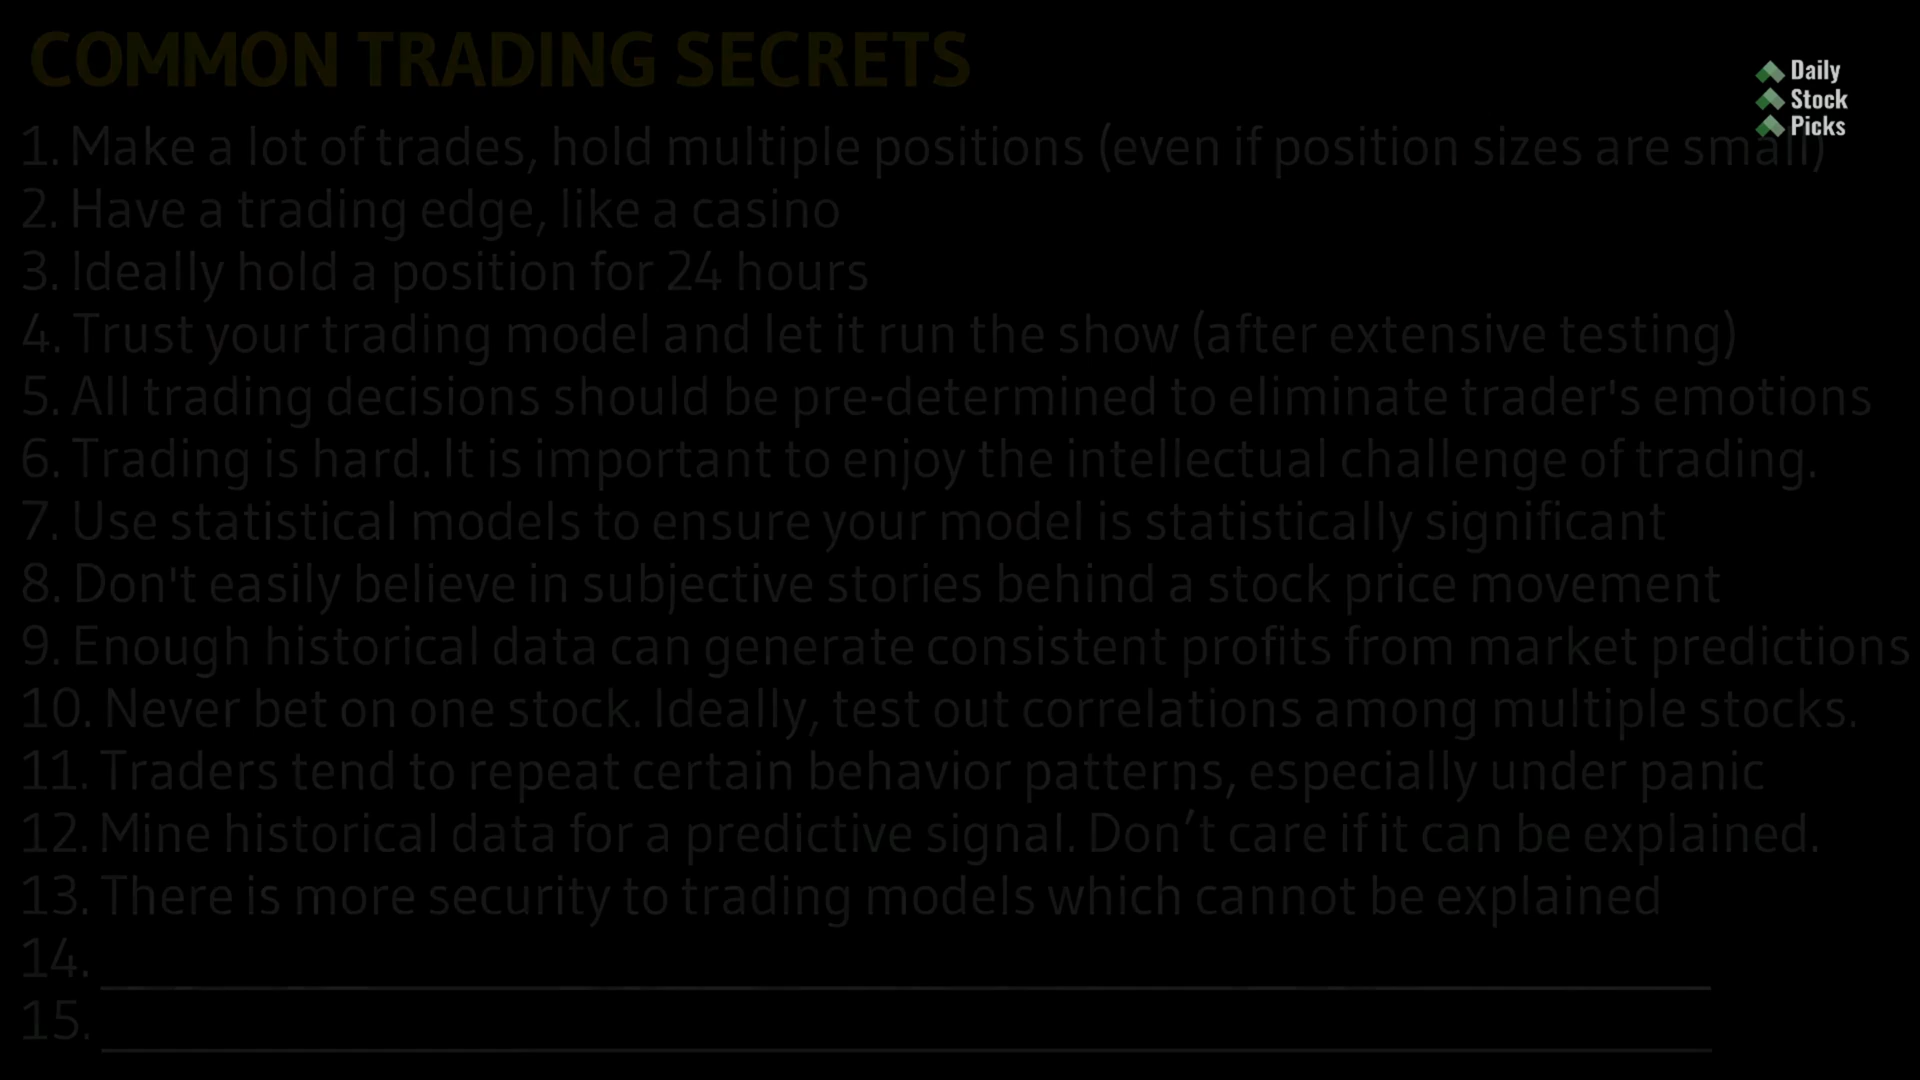 COMMON TRADING SECRETS
Daily
Stock
Picks
1. Make a lot of trades, hold multiple positions (even if position sizes are small)
2. Have a trading edge, like a casino
3. Ideally hold a position for 24 hours
4. Trust your trading model and let it run the show (after extensive testing)
5. All trading decisions should be pre-determined to eliminate trader's emotions
6. Trading is hard. It is important to enjoy the intellectual challenge of trading.
7. Use statistical models to ensure your model is statistically significant
8. Don't easily believe in subjective stories behind a stock price movement
9. Enough historical data can generate consistent profits from market predictions
10. Never bet on one stock. Ideally, test out correlations among multiple stocks.
11. Traders tend to repeat certain behavior patterns, especially under panic
12. Mine historical data for a predictive signal. Don’t care if it can be explained.
13. There is more security to trading models which cannot be explained
14.
15.